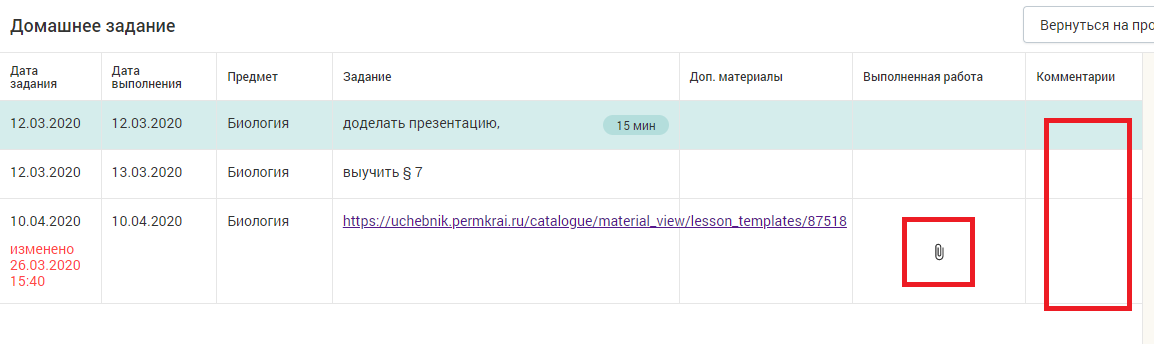 Домашнее задание
Вернуться на про
Дата задания
Дата выполнения
Предмет
Задание
Доп. материалы
Выполненная работа
Комментарии
12.03.2020
12.03.2020
Биология
доделать презентацию,
15 мин
12.03.2020
13.03.2020
Биология
выучить § 7
10.04.2020
изменено
26.03.2020
15:40
10.04.2020
Биология
https://uchebnik.permkrai.ru/catalogue/material_view/lesson_templates/87518